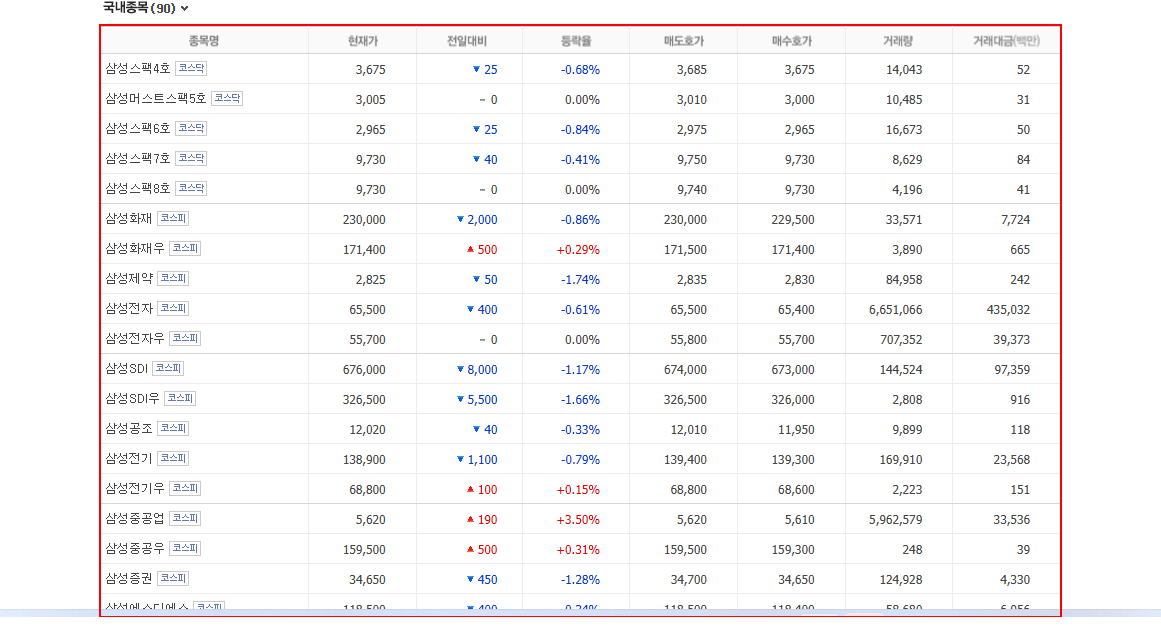 국내종목 (90)
종목명 현재가 전일대비 등락율 매도호가 매수호가 거래량 거래대금(백만)
삼성스팩4호 코스닥 3,675 ▼ 25 -0.68% 3,685 3,675 14,043 52
삼성머스트스팩5호 코스닥 3,005 - 0 0.00% 3,010 3,000 10,485 31
삼성스팩6호 코스닥 2,965 ▼ 25 -0.84% 2,975 2,965 16,673 50
삼성스팩7호 코스닥 9,730 ▼ 40 -0.41% 9,750 9,730 8,629 84
삼성스팩8호 코스닥 9,730 - 0 0.00% 9,740 9,730 4,196 41
삼성화재 코스피 230,000 ▼ 2,000 -0.86% 230,000 229,500 33,571 7,724
삼성화재우 코스피 171,400 ▲ 500 +0.29% 171,500 171,400 3,890 665
삼성제약 코스피 2,825 ▼ 50 -1.74% 2,835 2,830 84,958 242
삼성전자 코스피 65,500 ▼ 400 -0.61% 65,500 65,400 6,651,066 435,032
삼성전자우 코스피 55,700 - 0 0.00% 55,800 55,700 707,352 39,373
삼성SDI 코스피 676,000 ▼ 8,000 -1.17% 674,000 673,000 144,524 97,359
삼성SDI우 코스피 326,500 ▼ 5,500 -1.66% 326,500 326,000 2,808 916
삼성공조 코스피 12,020 ▼ 40 -0.33% 12,010 11,950 9,899 118
삼성전기 코스피 138,900 ▼ 1,100 -0.79% 139,400 139,300 169,910 23,568
삼성전기우 코스피 68,800 ▲ 100 +0.15% 68,800 68,600 2,223 151
삼성중공업 코스피 5,620 ▲ 190 +3.50% 5,620 5,610 5,962,579 33,536
삼성중공우 코스피 159,500 ▲ 500 +0.31% 159,500 159,300 248 39
삼성증권 코스피 34,650 ▼ 450 -1.28% 34,700 34,650 124,928 4,330
삼성에스디에스 코스피 118,500 ▼ 400 -0.34% 118,500 118,400 58,680 6,956